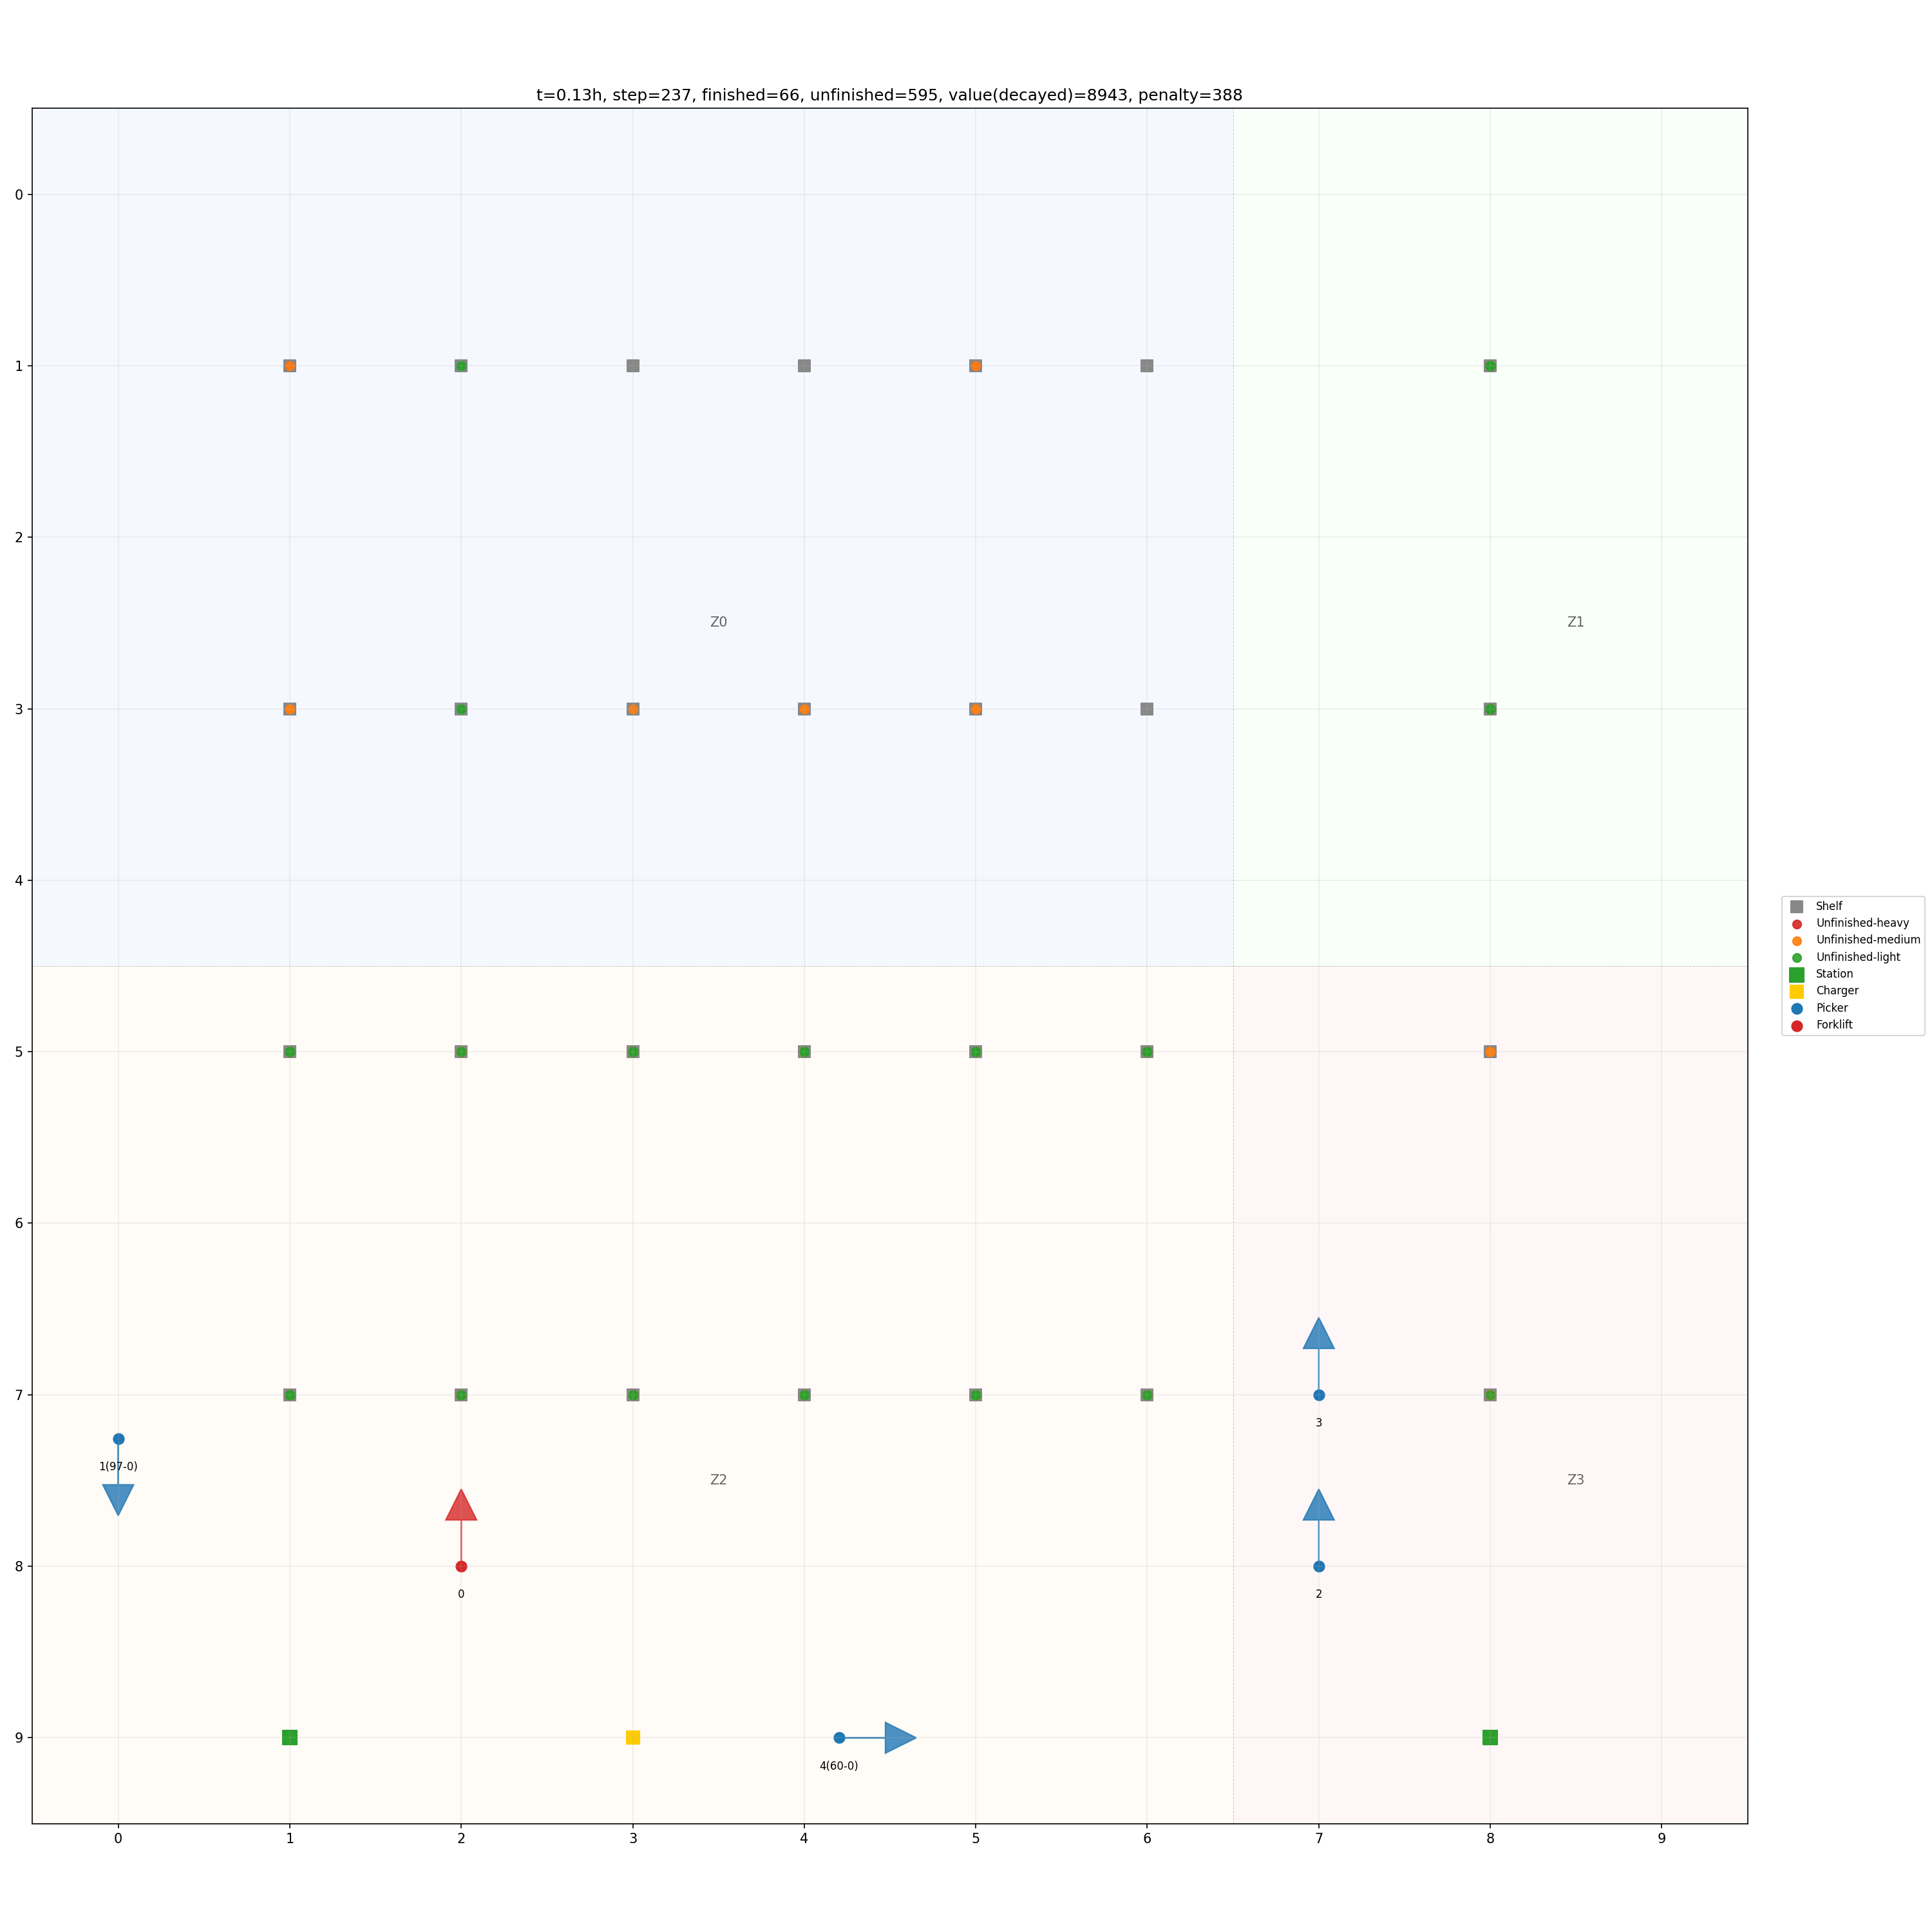 t=0.13h, step=237, finished=66, unfinished=595, value(decayed)=8943, penalty=388
0
1
2
Z0
Z1
3
4
Shelf
Unfinished-heavy
Unfinished-medium
Unfinished-light
Station
Charger
Picker
Forklift
5
6
7
3
1(97-0)
Z2
Z3
8
0
2
9
4(60-0)
0 1 2 3 4 5 6 7 8 9